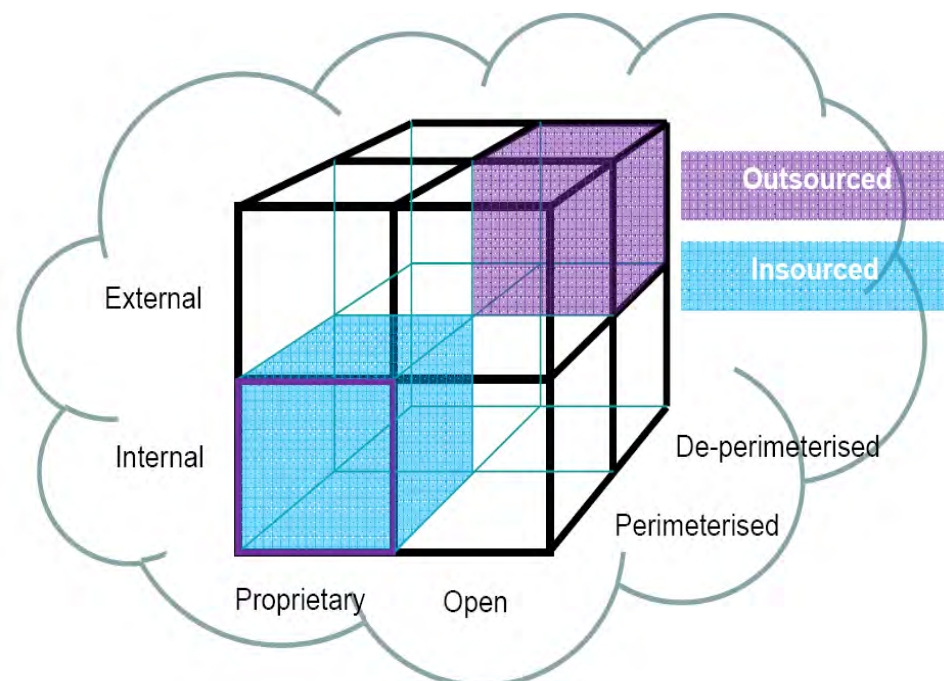 Outsourced
Insourced
External
Internal
De-perimeterised
Perimeterised
Proprietary
Open